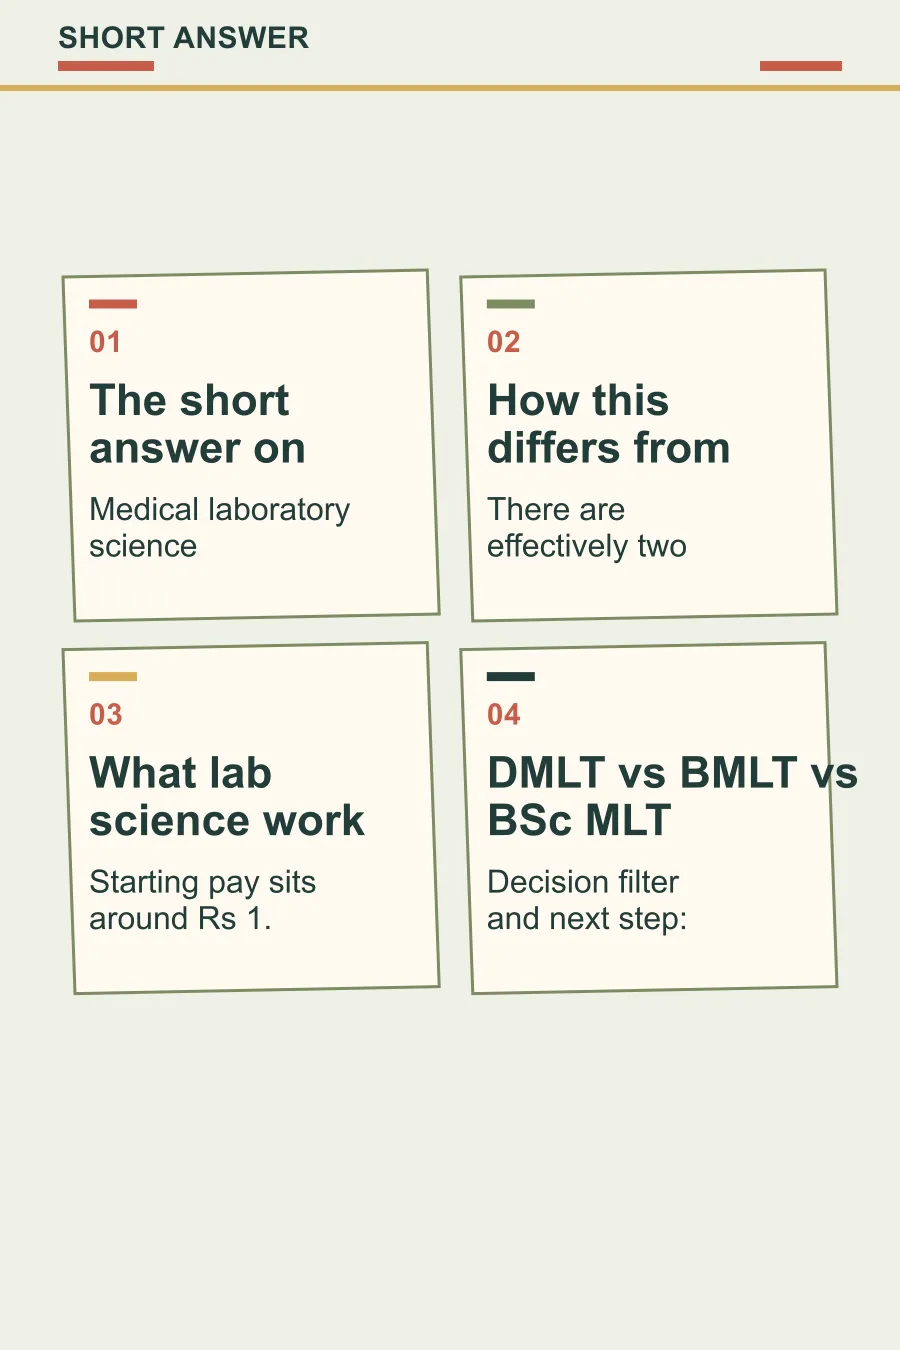 SHORT ANSWER
01
The short
answer on
Medical laboratory
science
02
How this
differs from
There are
effectively two
03
What lab
science work
Starting pay sits
around Rs 1.
04
DMLT vs BMLT vs
BSc MLT
Decision filter
and next step: